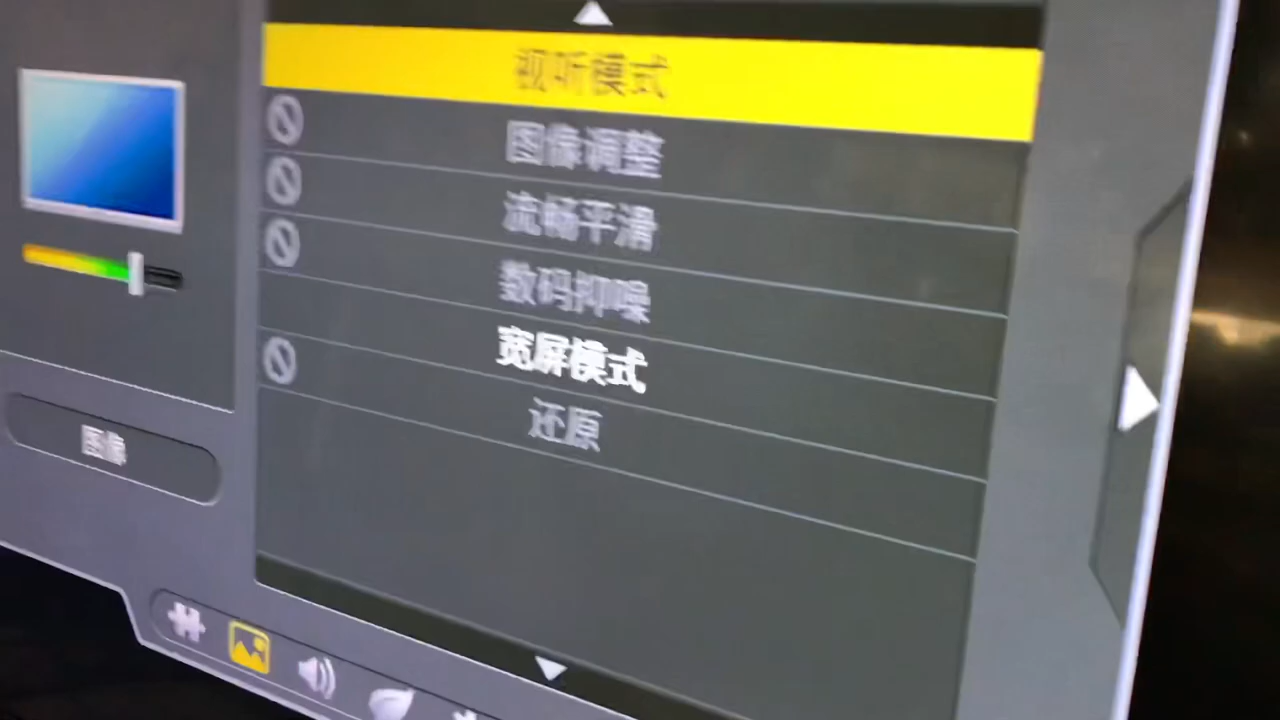 视听模式
图像调整
流畅平滑
数码抑噪
宽屏模式
还原
图像